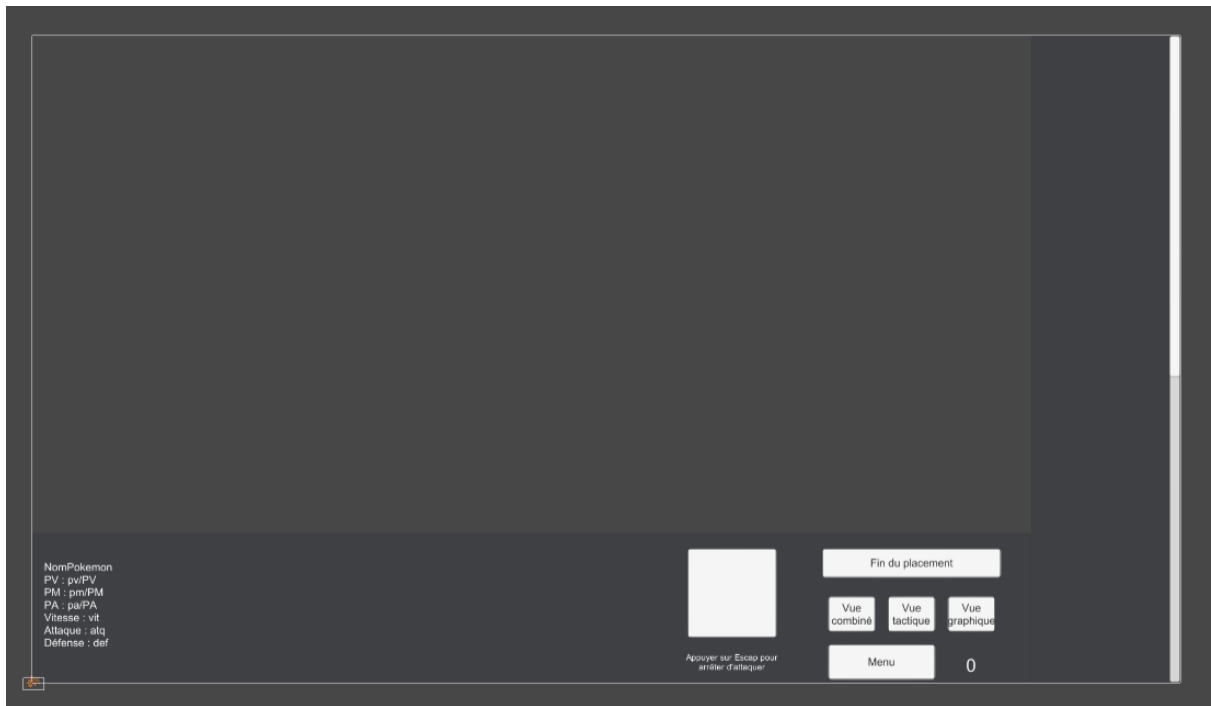 NomPokemon
PV : pv/PV
PM : pm/PM
PA : pa/PA
Vitesse : vit
Attaque : atq
Défense : def
Appuyer sur Escap pour
arrêter d'attaquer
Fin du placement
Vue
combiné
Vue
tactique
Vue
graphique
Menu
0